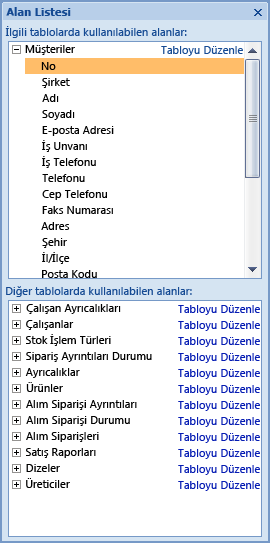 Alan Listesi
İlgili tablolarda kullanılabilen alanlar:
Müşteriler Tabloyu Düzenle
No
Şirket
Adı
Soyadı
E-posta Adresi
İş Unvanı
İş Telefonu
Telefonu
Cep Telefonu
Faks Numarası
Adres
Şehir
İl/İlçe
Posta Kodu
Diğer tablolarda kullanılabilen alanlar:
Çalışan Ayrıcalıkları Tabloyu Düzenle
Çalışanlar Tabloyu Düzenle
Stok İşlem Türleri Tabloyu Düzenle
Sipariş Ayrıntıları Durumu Tabloyu Düzenle
Ayrıcalıklar Tabloyu Düzenle
Ürünler Tabloyu Düzenle
Alım Siparişi Ayrıntıları Tabloyu Düzenle
Alım Siparişi Durumu Tabloyu Düzenle
Alım Siparişleri Tabloyu Düzenle
Satış Raporları Tabloyu Düzenle
Dizeler Tabloyu Düzenle
Üreticiler Tabloyu Düzenle